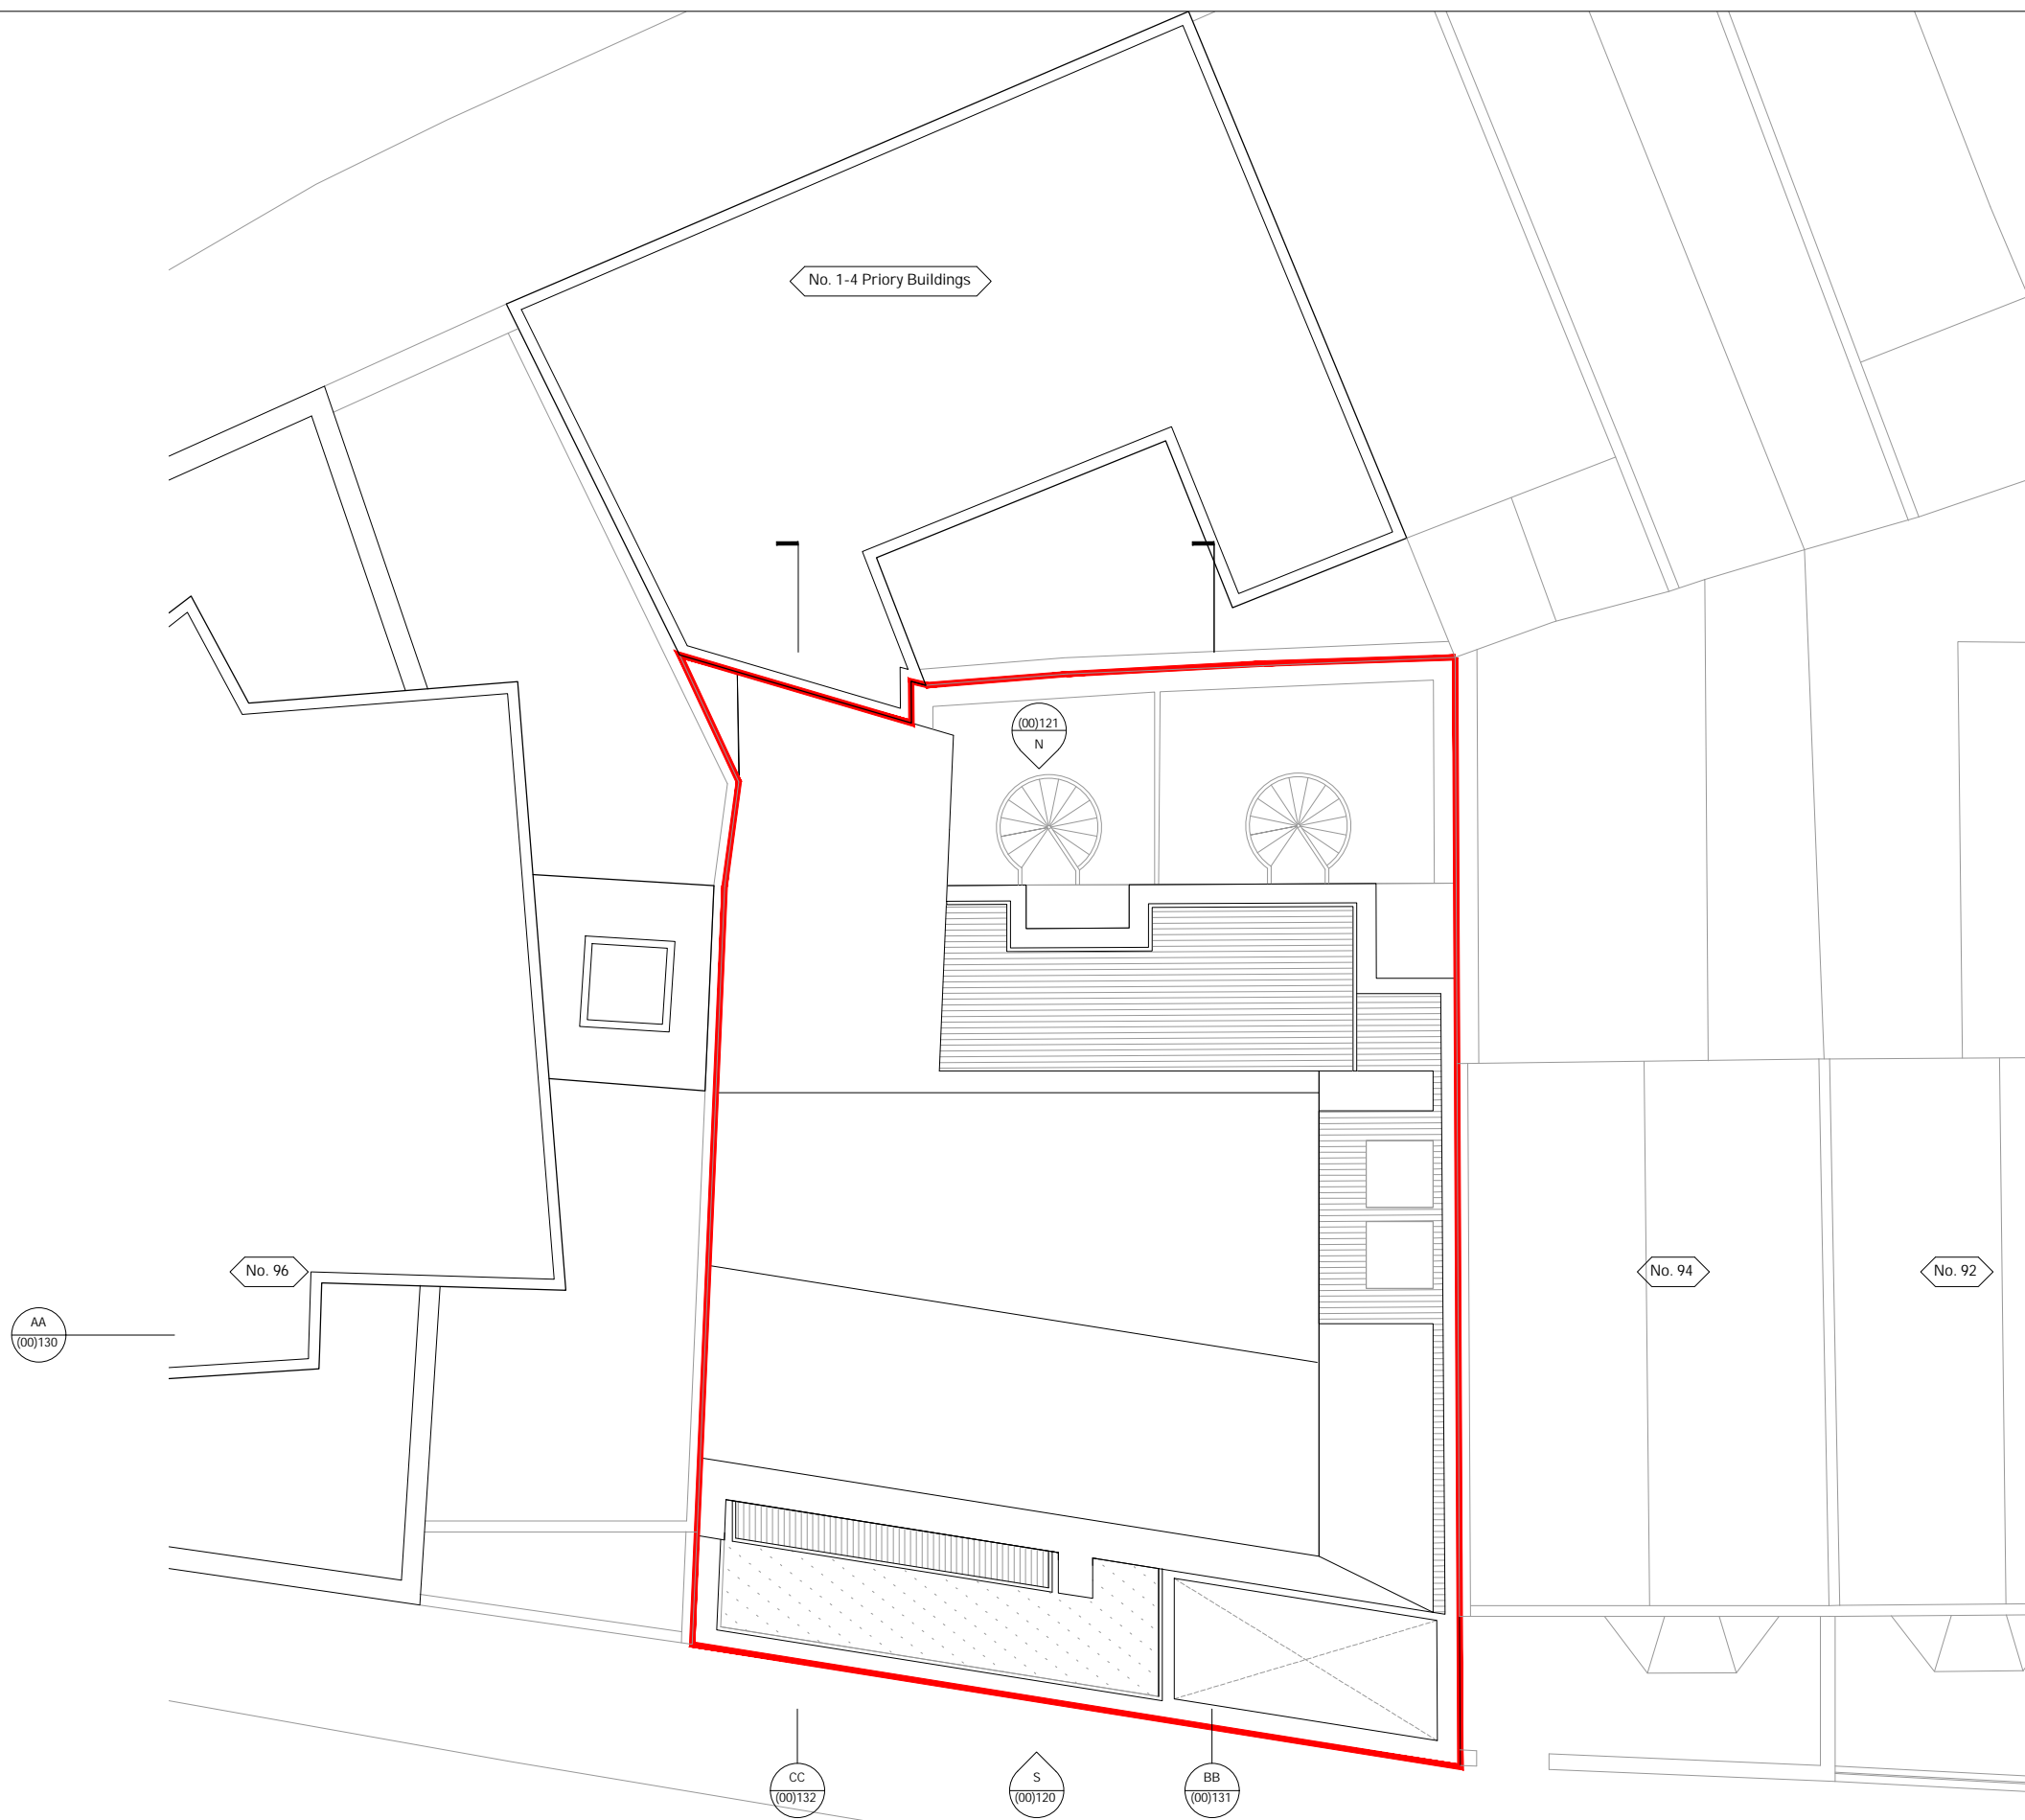 No. 1-4 Priory Buildings
(00)121
N
No. 96
No. 94
No. 92
AA
(00)130
CC
(00)132
S
(00)120
BB
(00)131